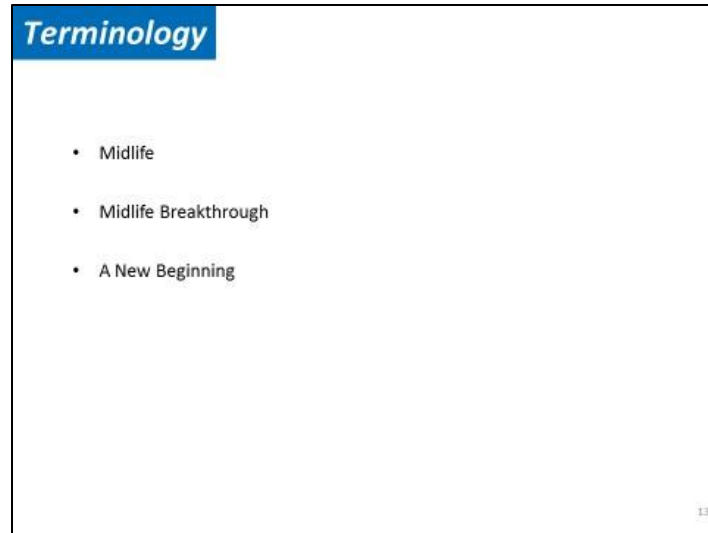 Terminology
• Midlife
• Midlife Breakthrough
• A New Beginning
13